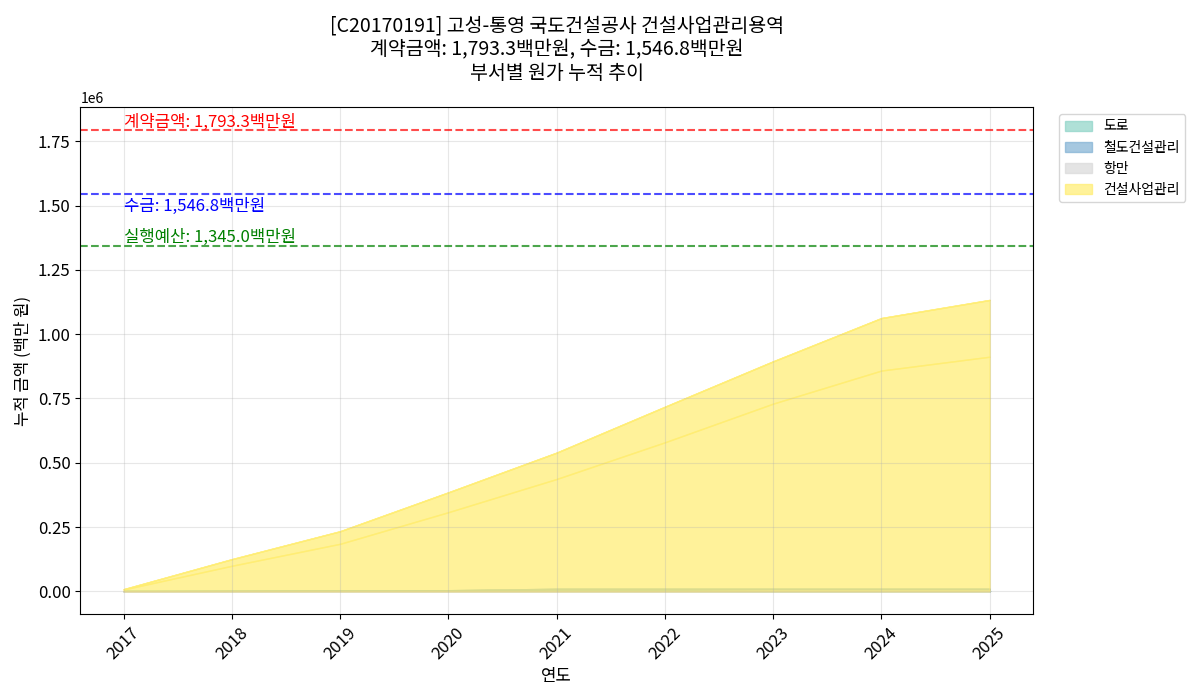 [C20170191] 고성-통영 국도건설공사 건설사업관리용역
계약금액: 1,793.3백만원, 수금: 1,546.8백만원
부서별 원가 누적 추이
1e6
계약금액: 1,793.3백만원
수금: 1,546.8백만원
실행예산: 1,345.0백만원
도로
철도건설관리
항만
건설사업관리
1.75
1.50
1.25
1.00
0.75
0.50
0.25
0.00
누적 금액 (백만 원)
2017
2018
2019
2020
2021
2022
2023
2024
2025
연도